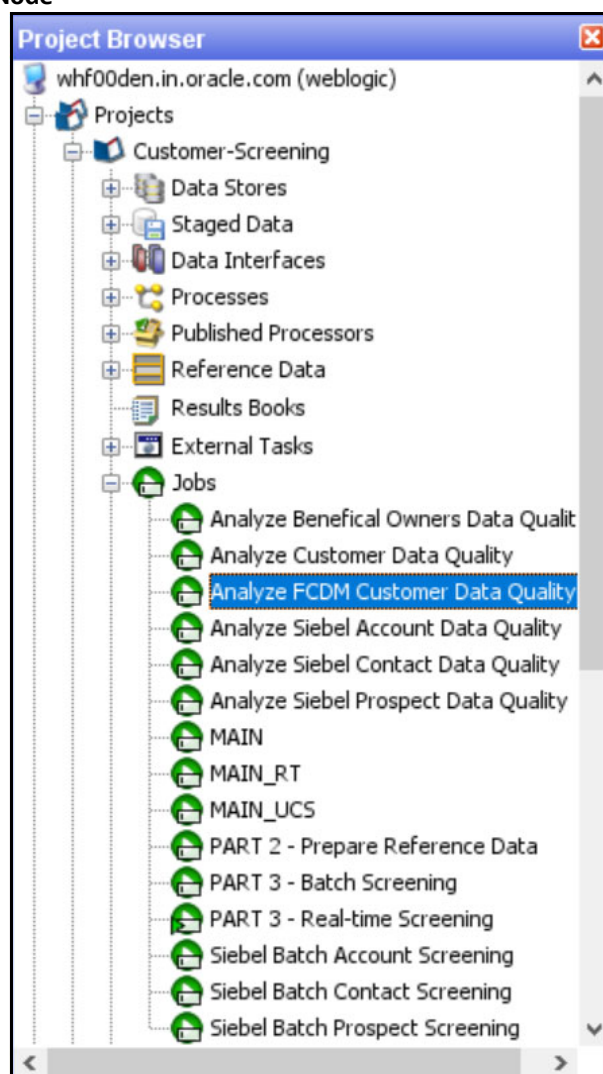 Node
Project Browser
whf00den.in.oracle.com (weblogic)
Projects
Customer-Screening
Data Stores
Staged Data
Data Interfaces
Processes
Published Processors
Reference Data
Results Books
External Tasks
Jobs
Analyze Benefical Owners Data Qualit
Analyze Customer Data Quality
Analyze FCDM Customer Data Quality
Analyze Siebel Account Data Quality
Analyze Siebel Contact Data Quality
Analyze Siebel Prospect Data Quality
MAIN
MAIN_RT
MAIN_UCS
PART 2 - Prepare Reference Data
PART 3 - Batch Screening
PART 3 - Real-time Screening
Siebel Batch Account Screening
Siebel Batch Contact Screening
Siebel Batch Prospect Screening